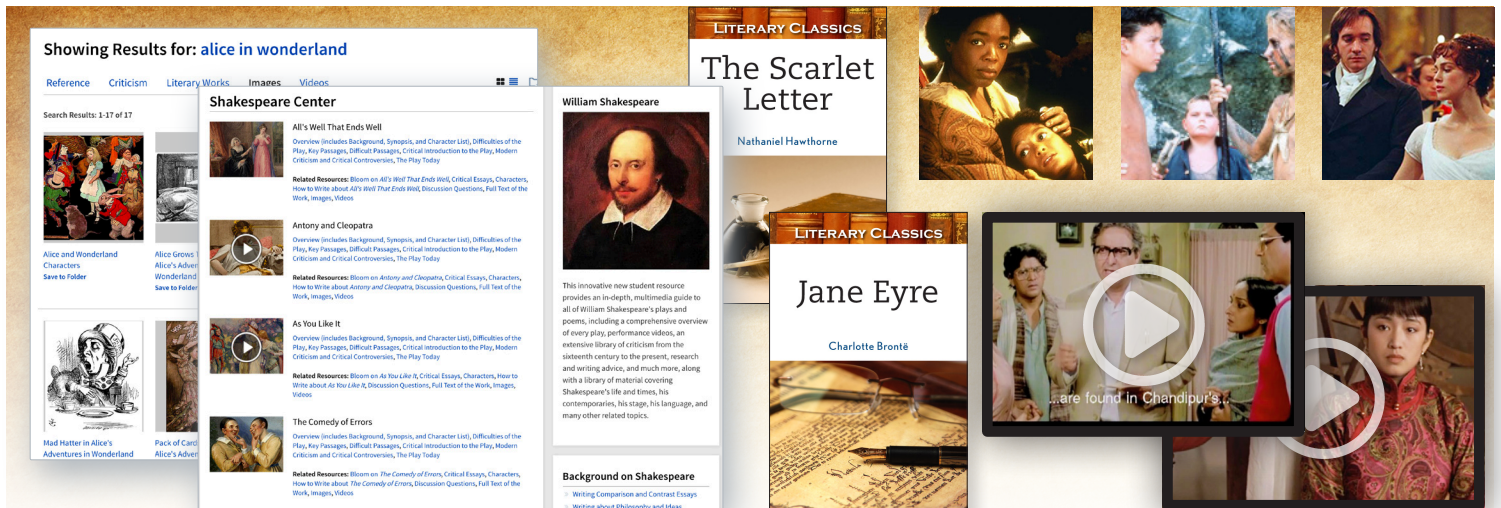 Showing Results for: alice in wonderland
Reference Criticism Literary Works Images Videos
Search Results: 1-17 of 17
Alice and Wonderland
Characters
Save to Folder
Alice Grows
Alice's Adven
Wonderland
Save to Folder
Mad Hatter in Alice's
Adventures in Wonderland
Pack of Card
Alice's Adven
Shakespeare Center
All's Well That Ends Well
Overview (includes Background, Synopsis, and Character List), Difficulties of the
Play, Key Passages, Difficult Passages, Critical Introduction to the Play, Modern
Criticism and Critical Controversies, The Play Today
Related Resources: Bloom on All's Well That Ends Well, Critical Essays, Characters,
How to Write about All's Well That Ends Well, Discussion Questions, Full Text of the
Work, Images, Videos
Antony and Cleopatra
Overview (includes Background, Synopsis, and Character List), Difficulties of the
Play, Key Passages, Difficult Passages, Critical Introduction to the Play, Modern
Criticism and Critical Controversies, The Play Today
Related Resources: Bloom on Antony and Cleopatra, Critical Essays, Characters,
How to Write about Antony and Cleopatra, Discussion Questions, Full Text of the
Work, Images, Videos
As You Like It
Overview (includes Background, Synopsis, and Character List), Difficulties of the
Play, Key Passages, Difficult Passages, Critical Introduction to the Play, Modern
Criticism and Critical Controversies, The Play Today
Related Resources: Bloom on As You Like It, Critical Essays, Characters, How to
Write about As You Like It, Discussion Questions, Full Text of the Work, Images,
Videos
The Comedy of Errors
Overview (includes Background, Synopsis, and Character List), Difficulties of the
Play, Key Passages, Difficult Passages, Critical Introduction to the Play, Modern
Criticism and Critical Controversies, The Play Today
Related Resources: Bloom on The Comedy of Errors, Critical Essays, Characters,
How to Write about The Comedy of Errors, Discussion Questions, Full Text of the
Work, Images, Videos
William Shakespeare
This innovative new student resource
provides an in-depth, multimedia guide to
all of William Shakespeare's plays and
poems, including a comprehensive overview
of every play, performance videos, an
extensive library of criticism from the
sixteenth century to the present, research
and writing advice, and much more, along
with a library of material covering
Shakespeare's life and times, his
contemporaries, his stage, his language, and
many other related topics.
Background on Shakespeare
Writing Comparison and Contrast Essays
Writing about Philosophy and Ideas
Literary Classics
The Scarlet
Letter
Nathaniel Hawthorne
Literary Classics
Jane Eyre
Charlotte Brontë
...are found in Chandipur's...